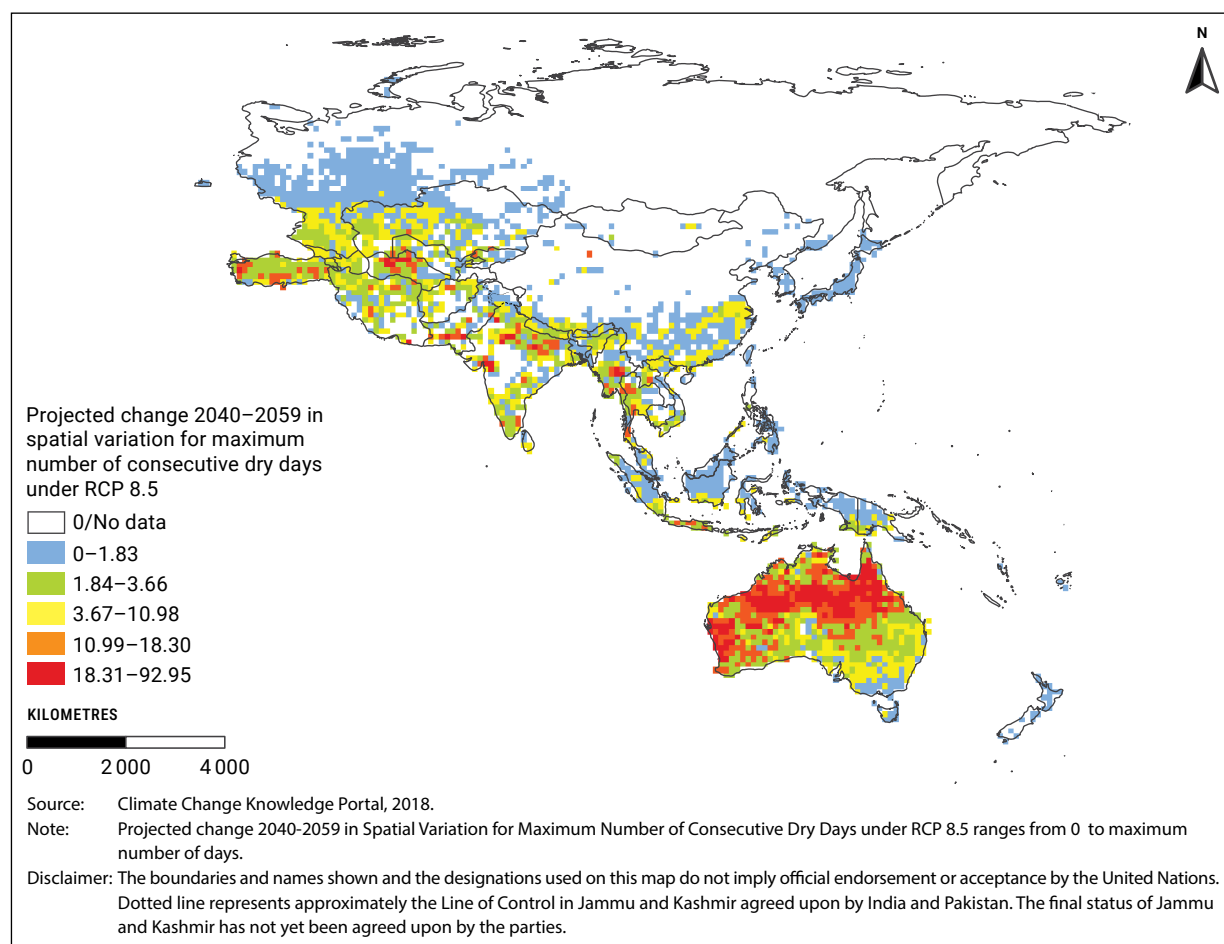 N
Projected change 2040–2059 in
spatial variation for maximum
number of consecutive dry days
under RCP 8.5
0/No data
0–1.83
1.84–3.66
3.67–10.98
10.99–18.30
18.31–92.95
KILOMETRES
0 2 000 4 000
Source: Climate Change Knowledge Portal, 2018.
Note: Projected change 2040-2059 in Spatial Variation for Maximum Number of Consecutive Dry Days under RCP 8.5 ranges from 0 to maximum
number of days.
Disclaimer: The boundaries and names shown and the designations used on this map do not imply official endorsement or acceptance by the United Nations.
Dotted line represents approximately the Line of Control in Jammu and Kashmir agreed upon by India and Pakistan. The final status of Jammu
and Kashmir has not yet been agreed upon by the parties.